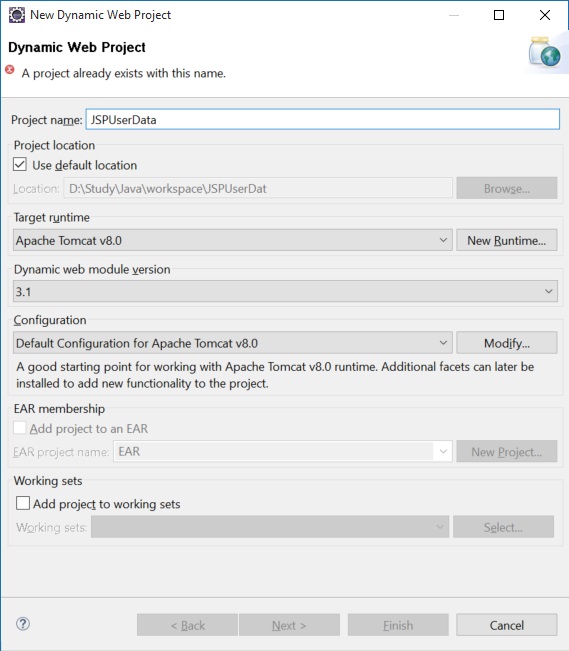 New Dynamic Web Project
Dynamic Web Project
A project already exists with this name.
Project name: JSPUserData
Project location
Use default location
Location: D:\Study\Java\workspace\JSPUserDat Browse...
Target runtime
Apache Tomcat v8.0 New Runtime...
Dynamic web module version
3.1
Configuration
Default Configuration for Apache Tomcat v8.0 Modify...
A good starting point for working with Apache Tomcat v8.0 runtime. Additional facets can later be
installed to add new functionality to the project.
EAR membership
Add project to an EAR
EAR project name: EAR New Project...
Working sets
Add project to working sets
Working sets: Select...
? < Back Next > Finish Cancel